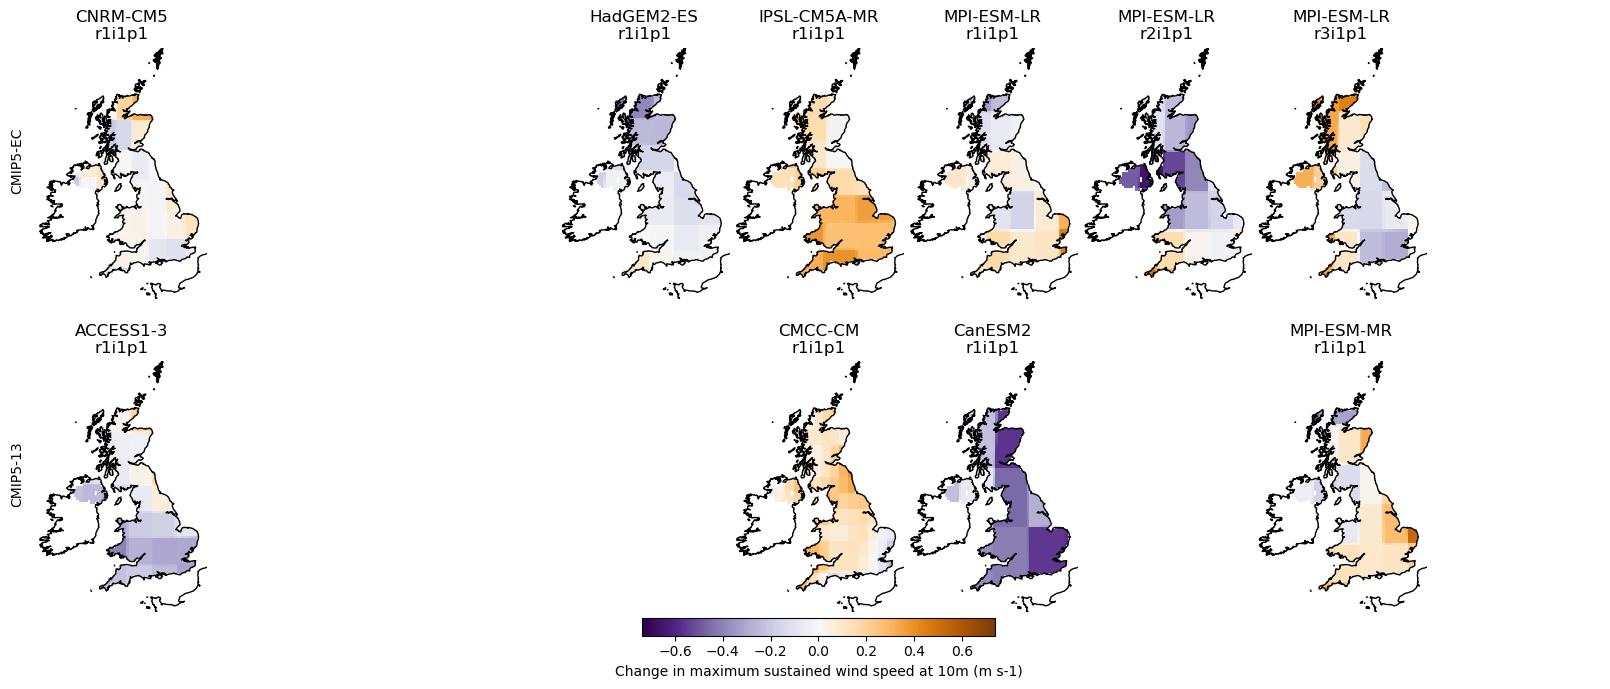 CNRM-CM5
r1i1p1
HadGEM2-ES
r1i1p1
IPSL-CM5A-MR
r1i1p1
MPI-ESM-LR
r1i1p1
MPI-ESM-LR
r2i1p1
MPI-ESM-LR
r3i1p1
CMIP5-EC
ACCESS1-3
r1i1p1
CMCC-CM
r1i1p1
CanESM2
r1i1p1
MPI-ESM-MR
r1i1p1
CMIP5-13
−0.6 −0.4 −0.2 0.0 0.2 0.4 0.6
Change in maximum sustained wind speed at 10m (m s-1)